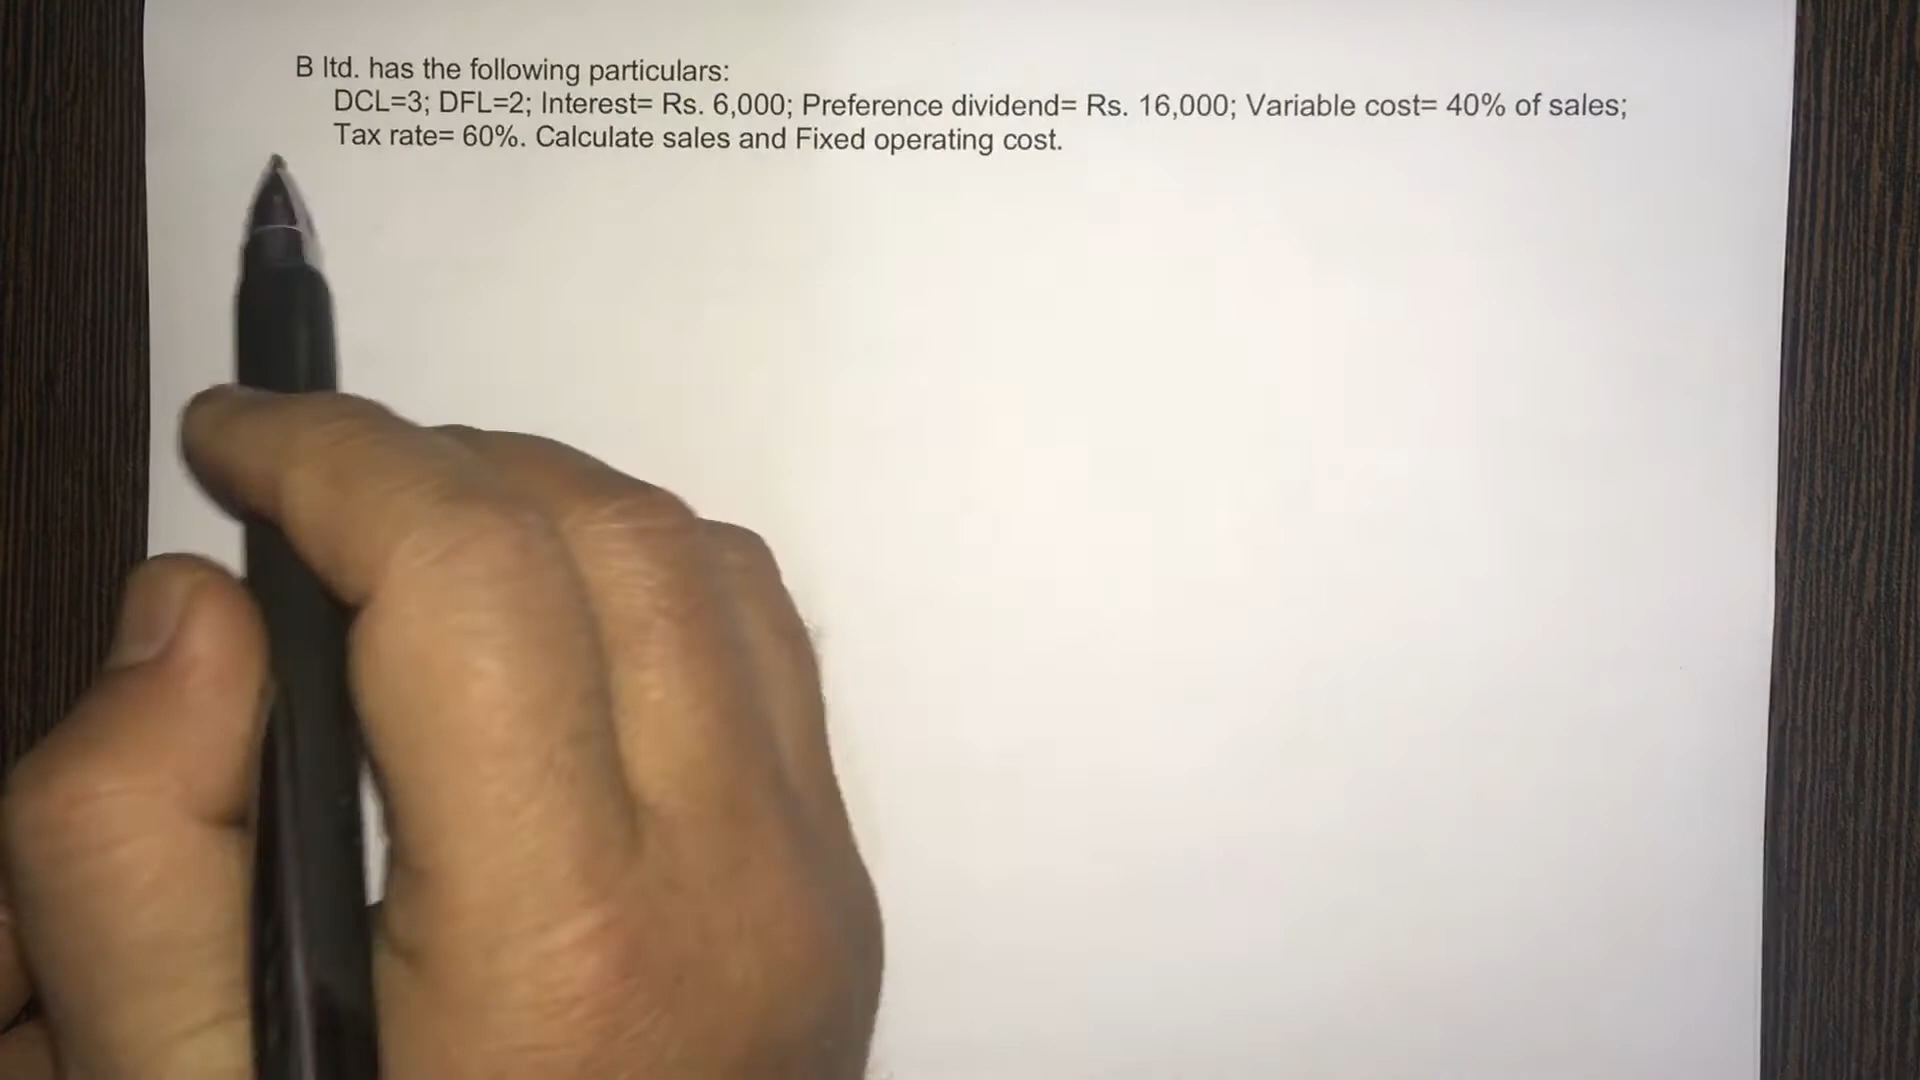 B ltd. has the following particulars:
DCL=3; DFL=2; Interest= Rs. 6,000; Preference dividend= Rs. 16,000; Variable cost= 40% of sales;
Tax rate= 60%. Calculate sales and Fixed operating cost.